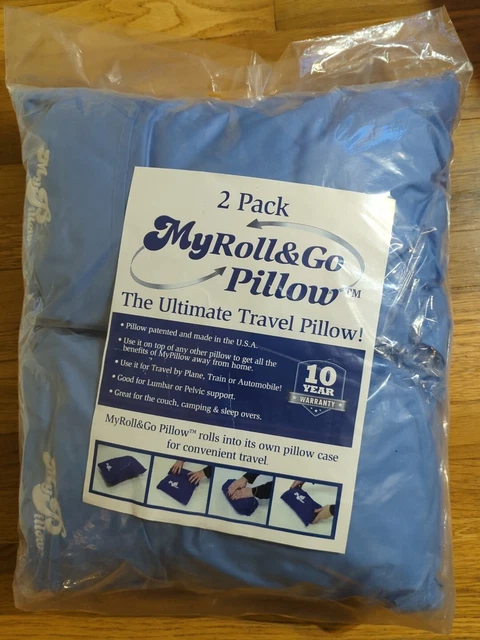 2 Pack
MyRoll&Go
Pillow™
The Ultimate Travel Pillow!
• Pillow patented and made in the U.S.A.
• Use it on top of any other pillow to get all the
benefits of MyPillow away from home.
• Use it for Travel by Plane, Train or Automobile!
• Good for Lumbar or Pelvic support.
• Great for the couch, camping & sleep overs.
10
YEAR
WARRANTY
MyRoll&Go Pillow™ rolls into its own pillow case
for convenient travel.
MyPillow
MyPillow